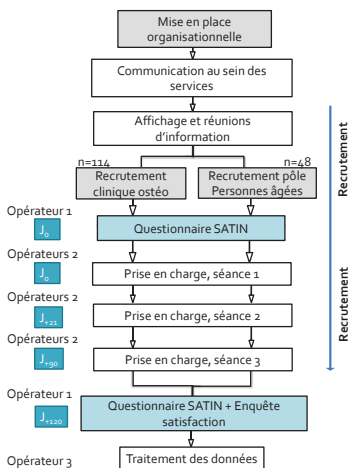 Mise en place
organisationnelle
Communication au sein des
services
Affichage et réunions
d'information
n=114
n=48
Recrutement
clinique ostéo
Recrutement pôle
Personnes âgées
Recrutement
Opérateur 1
J0
Questionnaire SATIN
Opérateurs 2
J0
Prise en charge, séance 1
Recrutement
Opérateurs 2
J+21
Prise en charge, séance 2
Opérateurs 2
J+90
Prise en charge, séance 3
Opérateur 1
J+120
Questionnaire SATIN + Enquête
satisfaction
Opérateur 3
Traitement des données